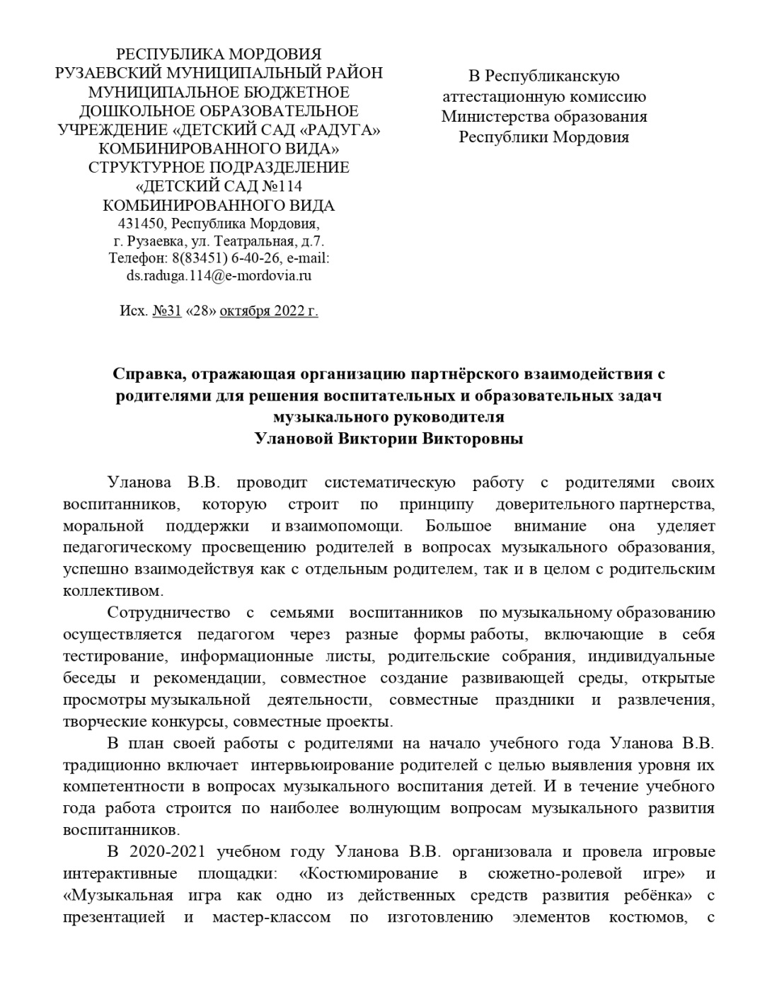 РЕСПУБЛИКА МОРДОВИЯ
РУЗАЕВСКИЙ МУНИЦИПАЛЬНЫЙ РАЙОН
МУНИЦИПАЛЬНОЕ БЮДЖЕТНОЕ
ДОШКОЛЬНОЕ ОБРАЗОВАТЕЛЬНОЕ
УЧРЕЖДЕНИЕ «ДЕТСКИЙ САД «РАДУГА»
КОМБИНИРОВАННОГО ВИДА»
СТРУКТУРНОЕ ПОДРАЗДЕЛЕНИЕ
«ДЕТСКИЙ САД №114
КОМБИНИРОВАННОГО ВИДА
431450, Республика Мордовия,
г. Рузаевка, ул. Театральная, д.7.
Телефон: 8(83451) 6-40-26, e-mail:
ds.raduga.114@e-mordovia.ru
Исх. №31 «28» октября 2022 г.
В Республиканскую
аттестационную комиссию
Министерства образования
Республики Мордовия
Справка, отражающая организацию партнёрского взаимодействия с
родителями для решения воспитательных и образовательных задач
музыкального руководителя
Улановой Виктории Викторовны
Уланова В.В. проводит систематическую работу с родителями своих
воспитанников, которую строит по принципу доверительного партнерства,
моральной поддержки и взаимопомощи. Большое внимание она уделяет
педагогическому просвещению родителей в вопросах музыкального образования,
успешно взаимодействуя как с отдельным родителем, так и в целом с родительским
коллективом.
Сотрудничество с семьями воспитанников по музыкальному образованию
осуществляется педагогом через разные формы работы, включающие в себя
тестирование, информационные листы, родительские собрания, индивидуальные
беседы и рекомендации, совместное создание развивающей среды, открытые
просмотры музыкальной деятельности, совместные праздники и развлечения,
творческие конкурсы, совместные проекты.
В план своей работы с родителями на начало учебного года Уланова В.В.
традиционно включает интервьюирование родителей с целью выявления уровня их
компетентности в вопросах музыкального воспитания детей. И в течение учебного
года работа строится по наиболее волнующим вопросам музыкального развития
воспитанников.
В 2020-2021 учебном году Уланова В.В. организовала и провела игровые
интерактивные площадки: «Костюмирование в сюжетно-ролевой игре» и
«Музыкальная игра как одно из действенных средств развития ребёнка» с
презентацией и мастер-классом по изготовлению элементов костюмов, с